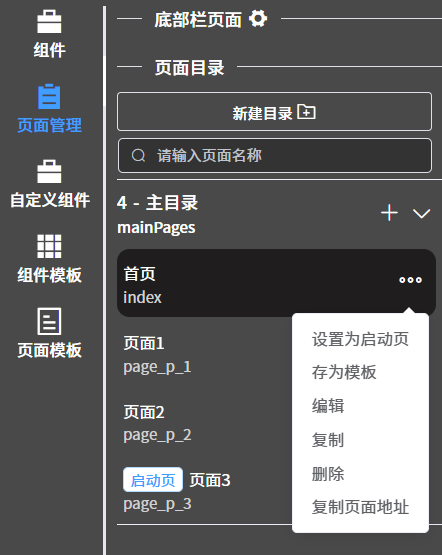 组件
页面管理
自定义组件
组件模板
页面模板
底部栏页面
页面目录
新建目录
请输入页面名称
4 - 主目录
mainPages
首页
index
页面1
page_p_1
页面2
page_p_2
启动页 页面3
page_p_3
设置为启动页
存为模板
编辑
复制
删除
复制页面地址